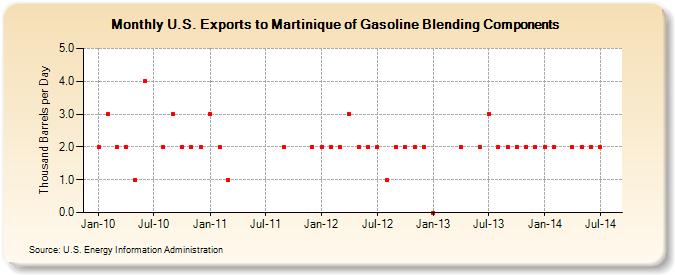 Monthly U.S. Exports to Martinique of Gasoline Blending Components
Thousand Barrels per Day
5.0
4.0
3.0
2.0
1.0
0.0
Jan-10 Jul-10 Jan-11 Jul-11 Jan-12 Jul-12 Jan-13 Jul-13 Jan-14 Jul-14
Source: U.S. Energy Information Administration